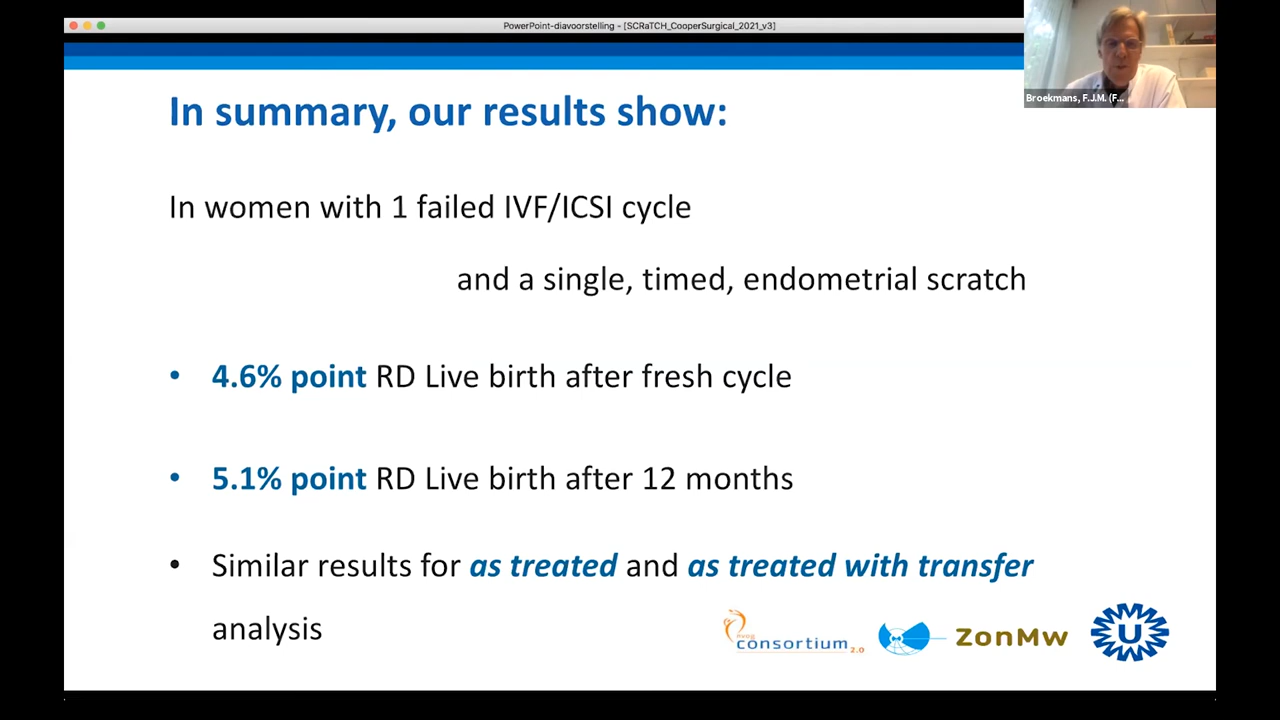 PowerPoint-diavoorstelling - [SCRaTCH_CooperSurgical_2021_v3]
Broekmans, F.J.M. (F...
In summary, our results show:
In women with 1 failed IVF/ICSI cycle
and a single, timed, endometrial scratch
• 4.6% point RD Live birth after fresh cycle
• 5.1% point RD Live birth after 12 months
• Similar results for as treated and as treated with transfer
analysis
nvog
consortium 2.0
ZonMw
U